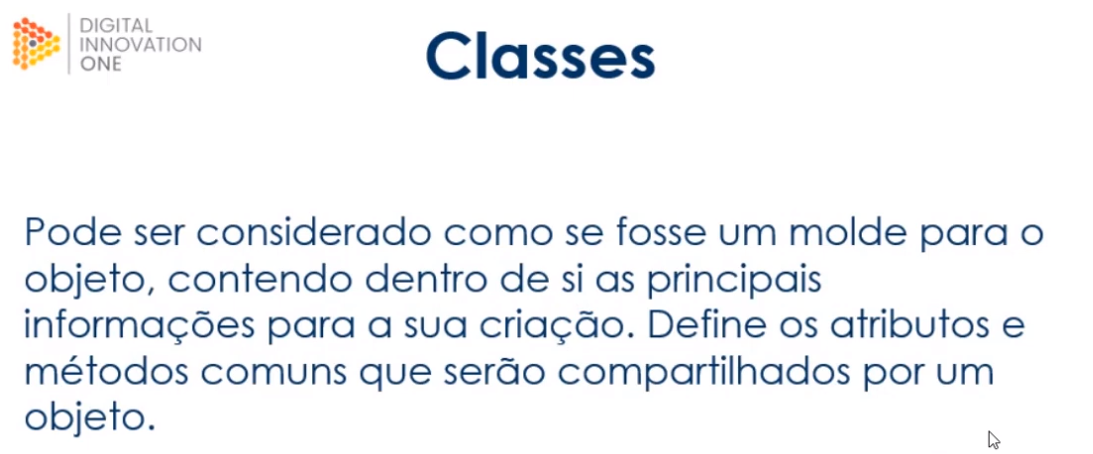 DIGITAL
INNOVATION
ONE
Classes
Pode ser considerado como se fosse um molde para o
objeto, contendo dentro de si as principais
informações para a sua criação. Define os atributos e
métodos comuns que serão compartilhados por um
objeto.